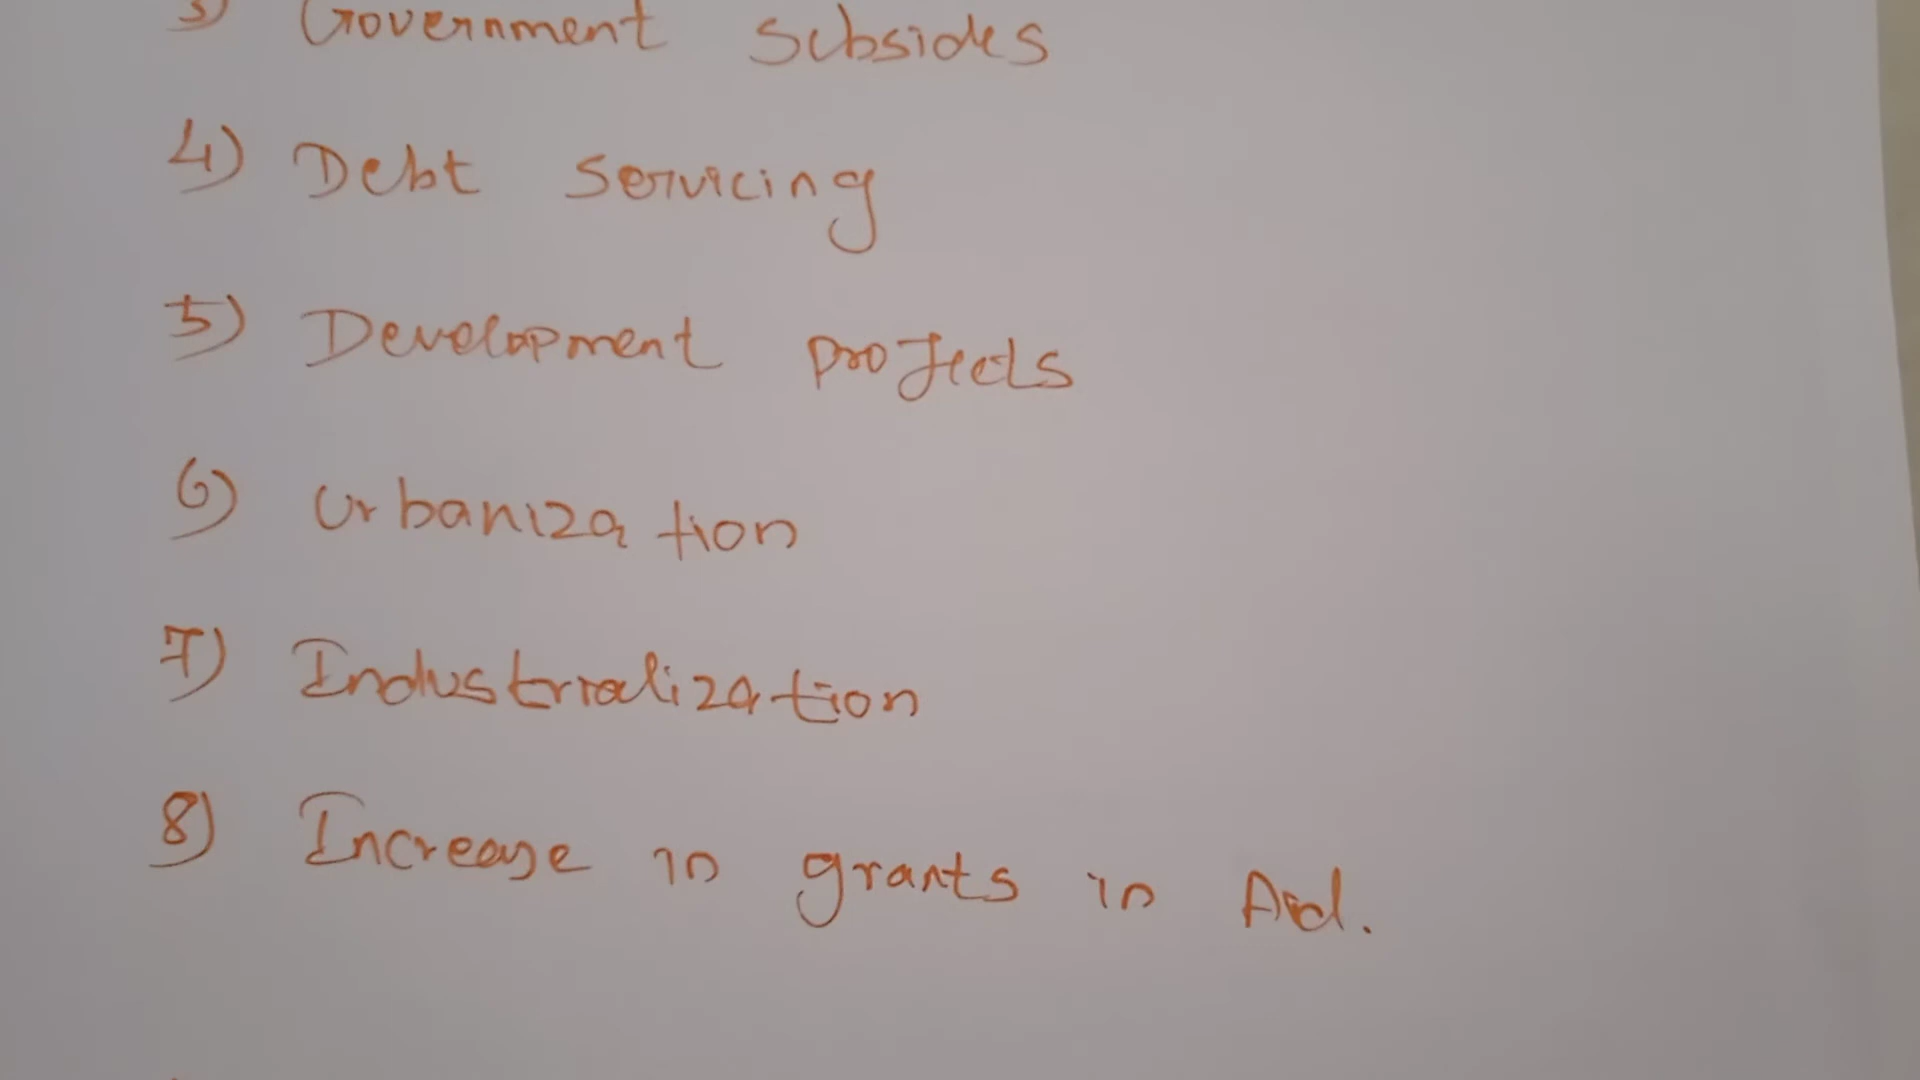 3) Government Subsides
4) Debt Servicing
5) Development Projects
6) Urbanization
7) Industrialization
8) Increase in grants in Aid.